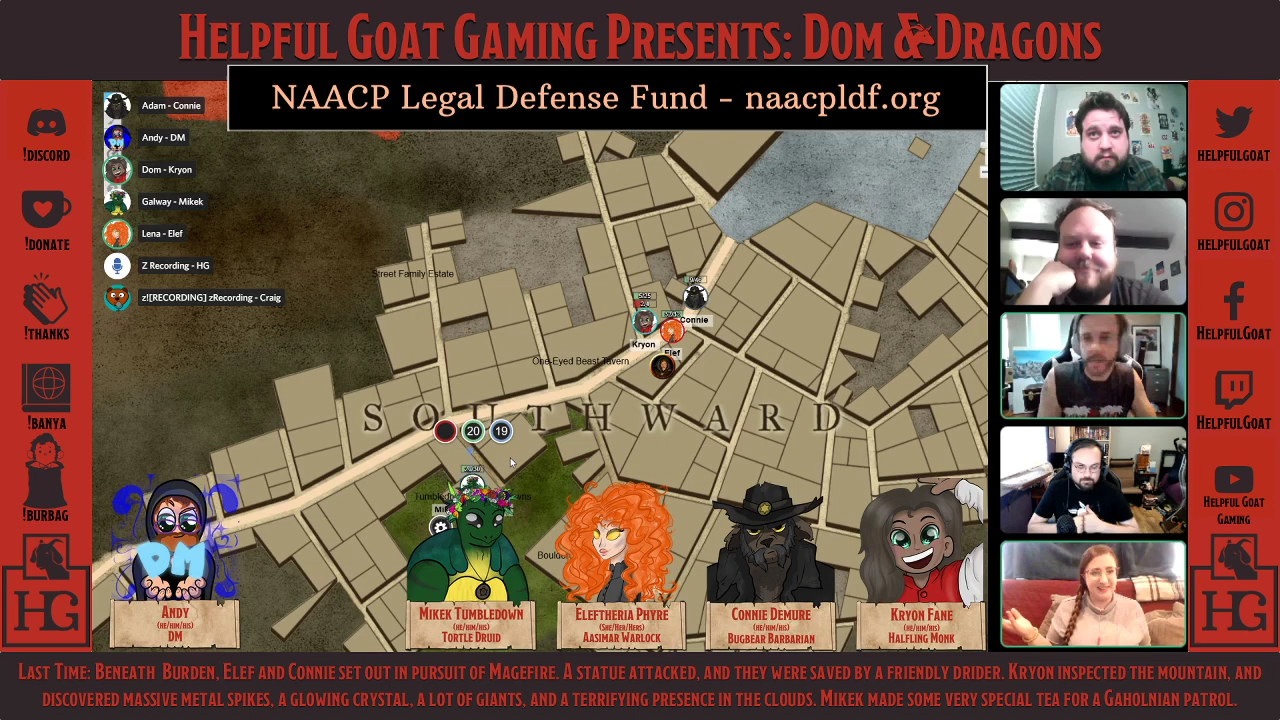 HELPFUL GOAT GAMING PRESENTS: DOM & DRAGONS
NAACP Legal Defense Fund – naacpldf.org
!DISCORD
!DONATE
!THANKS
!BANYA
!BURBAG
HG
Adam - Connie
Andy - DM
Dom - Kryon
Galway - Mikek
Lena - Elef
Z Recording - HG
z![RECORDING] zRecording - Craig
Street Family Estate
Connie
Kryon
Elef
One-Eyed Beast Tavern
SOUTHWARD
20
19
DM
ANDY
(HE/HIM/HIS)
DM
MIKEK TUMBLEDOWN
(HE/HIM/HIS)
TORTLE DRUID
ELEFTHERIA PHYRE
(SHE/HER/HERS)
AASIMAR WARLOCK
CONNIE DEMURE
(HE/HIM/HIS)
BUGBEAR BARBARIAN
KRYON FANE
(HE/HIM/HIS)
HALFLING MONK
HELPFULGOAT
HELPFULGOAT
HELPFULGOAT
HELPFULGOAT
HELPFUL GOAT
GAMING
HG
LAST TIME: BENEATH BURDEN, ELEF AND CONNIE SET OUT IN PURSUIT OF MAGEFIRE. A STATUE ATTACKED, AND THEY WERE SAVED BY A FRIENDLY DRIDER. KRYON INSPECTED THE MOUNTAIN, AND
DISCOVERED MASSIVE METAL SPIKES, A GLOWING CRYSTAL, A LOT OF GIANTS, AND A TERRIFYING PRESENCE IN THE CLOUDS. MIKEK MADE SOME VERY SPECIAL TEA FOR A GAHOLNIAN PATROL.